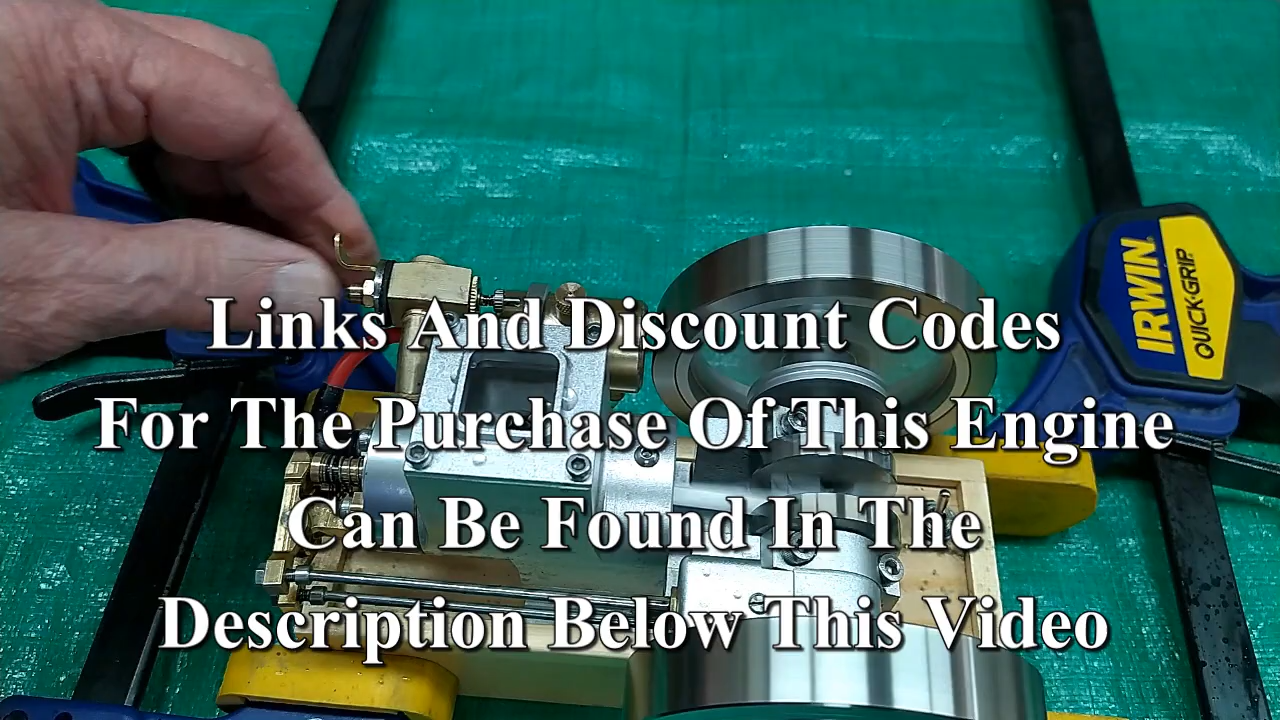 Links And Discount Codes
For The Purchase Of This Engine
Can Be Found In The
Description Below This Video
IRWIN.
QUICK-GRIP